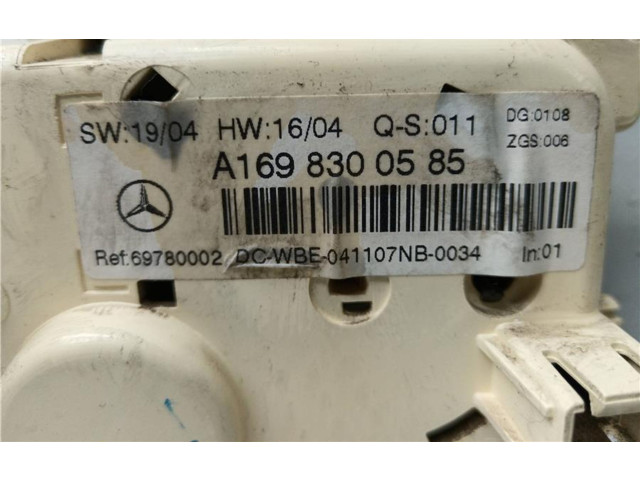 SW:19/04 HW:16/04 Q-S:011 DG:0108
ZGS:006
A169 830 05 85
Ref:69780002 DC-WBE-041107NB-0034 In:01